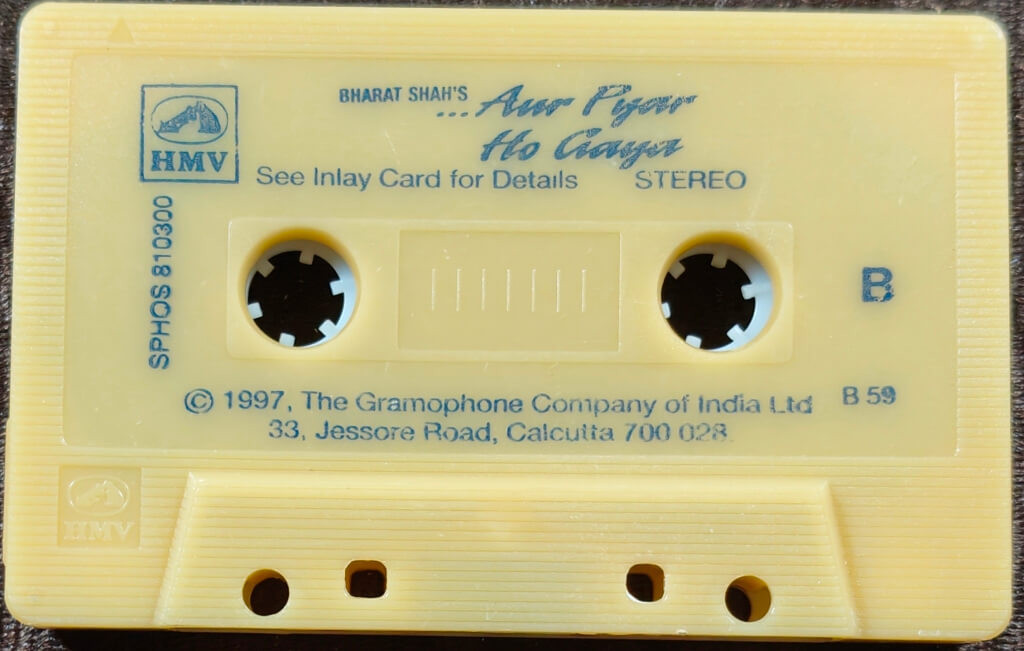 BHARAT SHAH'S ...Aur Pyar
Ho Gaya
HMV
See Inlay Card for Details STEREO
SPHOS 810300
B
© 1997, The Gramophone Company of India Ltd
B 59
33, Jessore Road, Calcutta 700 028.
HMV